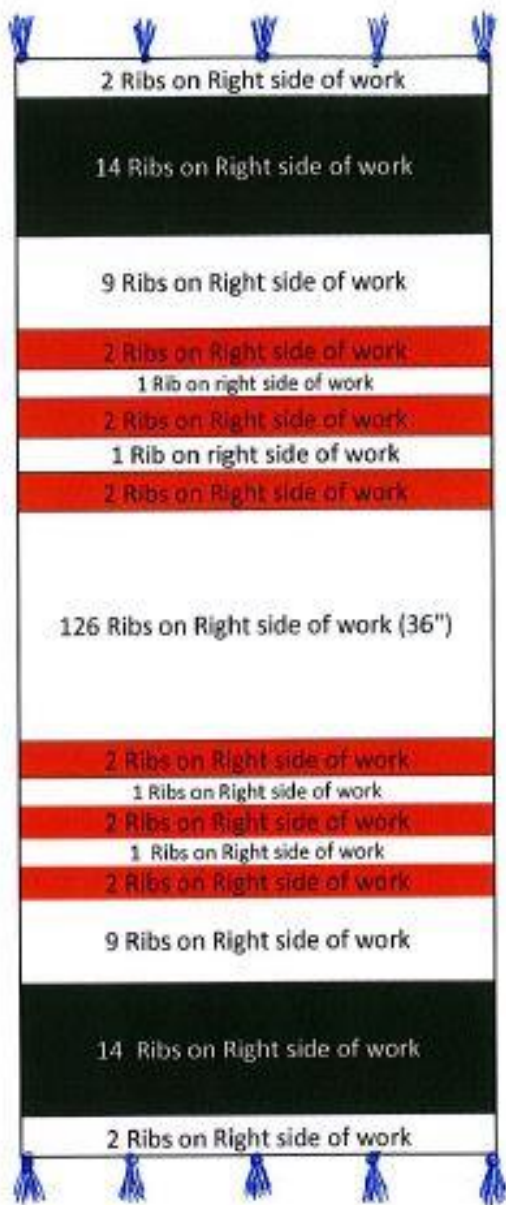 2 Ribs on Right side of work
14 Ribs on Right side of work
9 Ribs on Right side of work
2 Ribs on Right side of work
1 Rib on right side of work
2 Ribs on Right side of work
1 Rib on right side of work
2 Ribs on Right side of work
126 Ribs on Right side of work (36")
2 Ribs on Right side of work
1 Ribs on Right side of work
2 Ribs on Right side of work
1 Ribs on Right side of work
2 Ribs on Right side of work
9 Ribs on Right side of work
14 Ribs on Right side of work
2 Ribs on Right side of work